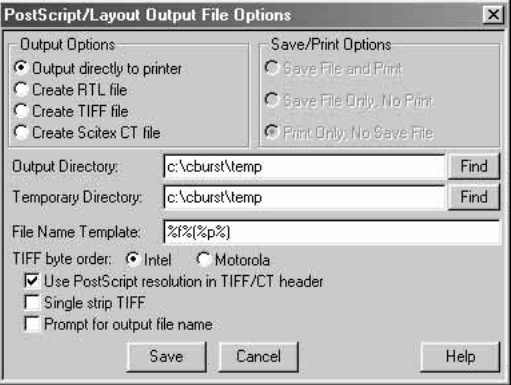 PostScript/Layout Output File Options
Output Options
Output directly to printer
Create RTL file
Create TIFF file
Create Scitex CT file
Save/Print Options
Save File and Print
Save File Only, No Print
Print Only, No Save File
Output Directory: c:\cburst\temp Find
Temporary Directory: c:\cburst\temp Find
File Name Template: %f%(%p%)
TIFF byte order: Intel Motorola
Use PostScript resolution in TIFF/CT header
Single strip TIFF
Prompt for output file name
Save Cancel Help